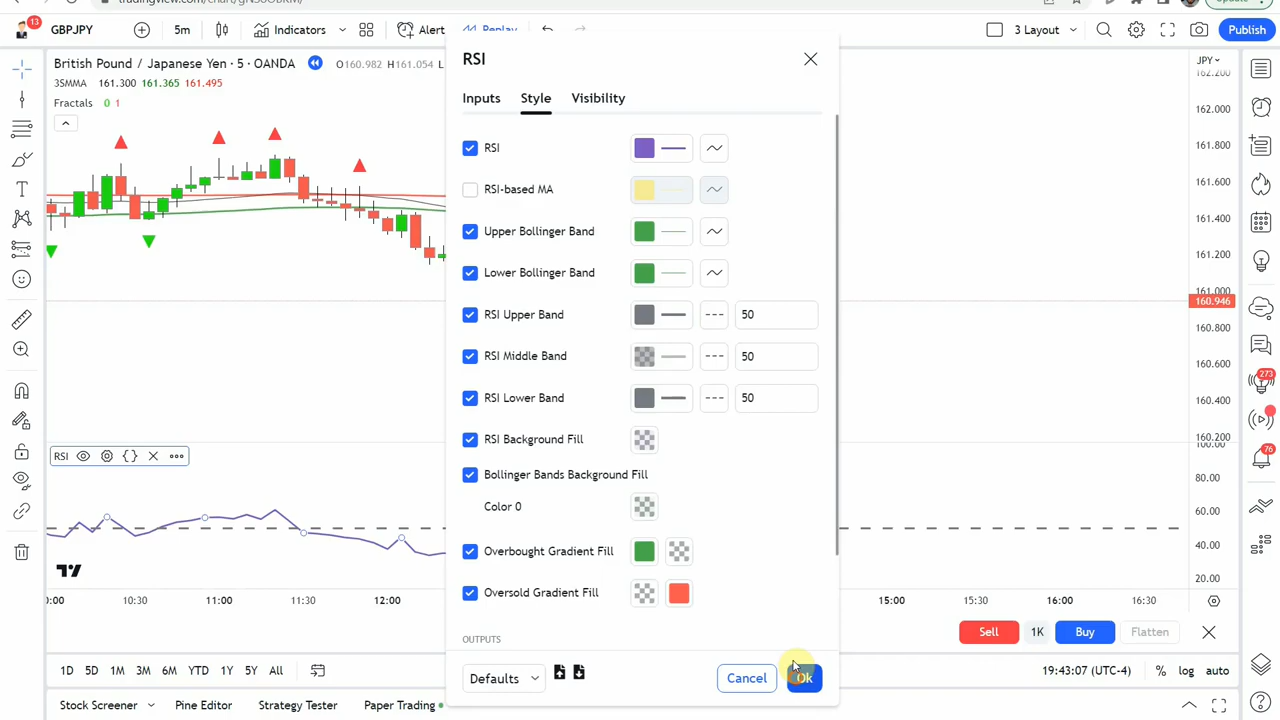 13
GBPJPY
5m
Indicators
Alert
Replay
3 Layout
Publish
British Pound / Japanese Yen · 5 · OANDA
O160.982 H161.054 L
3SMMA 161.300 161.365 161.495
Fractals 0 1
RSI
Inputs
Style
Visibility
RSI
RSI-based MA
Upper Bollinger Band
Lower Bollinger Band
RSI Upper Band
50
RSI Middle Band
50
RSI Lower Band
50
RSI Background Fill
Bollinger Bands Background Fill
Color 0
Overbought Gradient Fill
Oversold Gradient Fill
OUTPUTS
Defaults
Cancel
Ok
JPY
162.200
162.000
161.800
161.600
161.400
161.200
161.000
160.946
160.800
160.600
160.400
160.200
100.00
80.00
60.00
40.00
20.00
RSI
0:00
10:30
11:00
11:30
12:00
15:00
15:30
16:00
16:30
Sell
1K
Buy
Flatten
1D
5D
1M
3M
6M
YTD
1Y
5Y
All
19:43:07 (UTC-4)
%
log
auto
Stock Screener
Pine Editor
Strategy Tester
Paper Trading
273
76